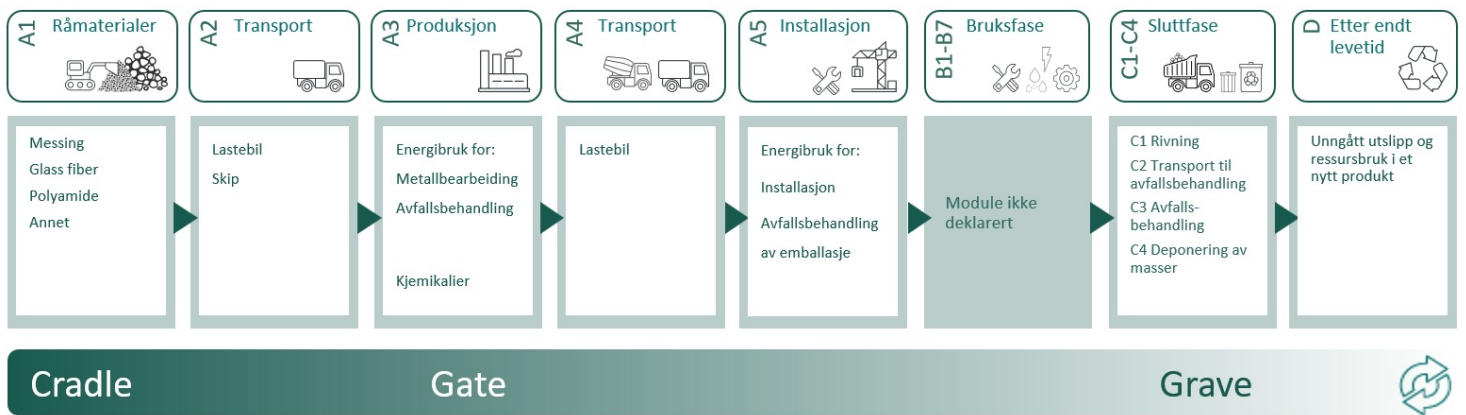 A1 Råmaterialer
A2 Transport
A3 Produksjon
A4 Transport
A5 Installasjon
B1-B7 Bruksfase
C1-C4 Sluttfase
D Etter endt
levetid
Messing
Glass fiber
Polyamide
Annet
Lastebil
Skip
Energibruk for:
Metallbearbeiding
Avfallsbehandling
Kjemikalier
Lastebil
Energibruk for:
Installasjon
Avfallsbehandling
av emballasje
Module ikke
deklarert
C1 Rivning
C2 Transport til
avfallsbehandling
C3 Avfalls-
behandling
C4 Deponering av
masser
Unngått utslipp og
ressursbruk i et
nytt produkt
Cradle
Gate
Grave